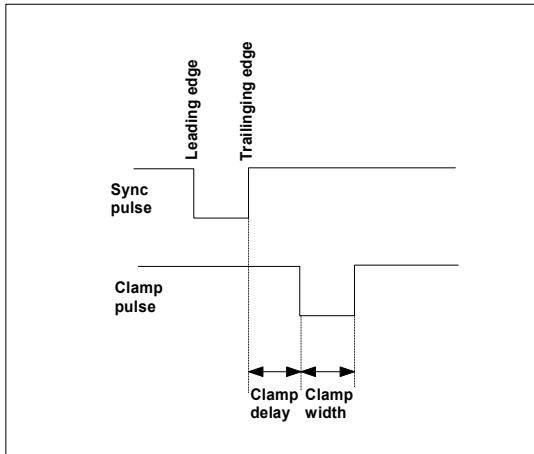 Leading edge
Trailinging edge
Sync
pulse
Clamp
pulse
Clamp
delay
Clamp
width